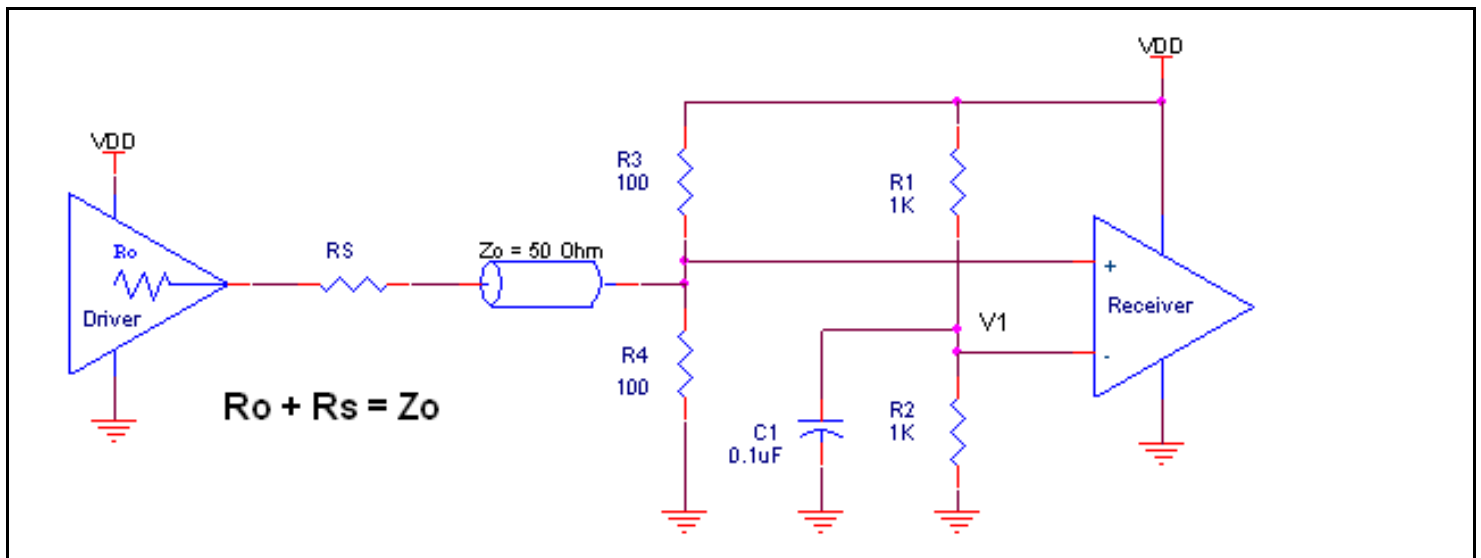 VDD
VDD
R3
100
R1
1K
Ro
RS
Zo = 50 Ohm
+
Driver
Receiver
V1
-
R4
100
Ro + Rs = Zo
R2
1K
C1
0.1uF